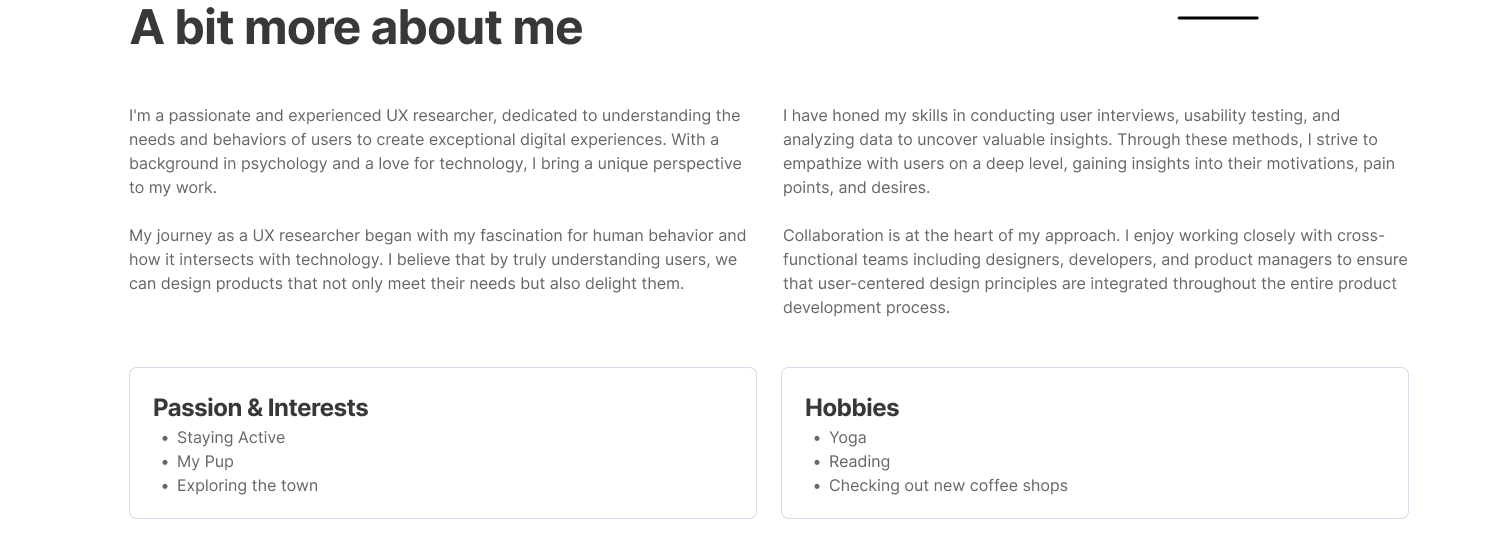 A bit more about me
I'm a passionate and experienced UX researcher, dedicated to understanding the
needs and behaviors of users to create exceptional digital experiences. With a
background in psychology and a love for technology, I bring a unique perspective
to my work.
My journey as a UX researcher began with my fascination for human behavior and
how it intersects with technology. I believe that by truly understanding users, we
can design products that not only meet their needs but also delight them.
I have honed my skills in conducting user interviews, usability testing, and
analyzing data to uncover valuable insights. Through these methods, I strive to
empathize with users on a deep level, gaining insights into their motivations, pain
points, and desires.
Collaboration is at the heart of my approach. I enjoy working closely with cross-
functional teams including designers, developers, and product managers to ensure
that user-centered design principles are integrated throughout the entire product
development process.
Passion & Interests
• Staying Active
• My Pup
• Exploring the town
Hobbies
• Yoga
• Reading
• Checking out new coffee shops